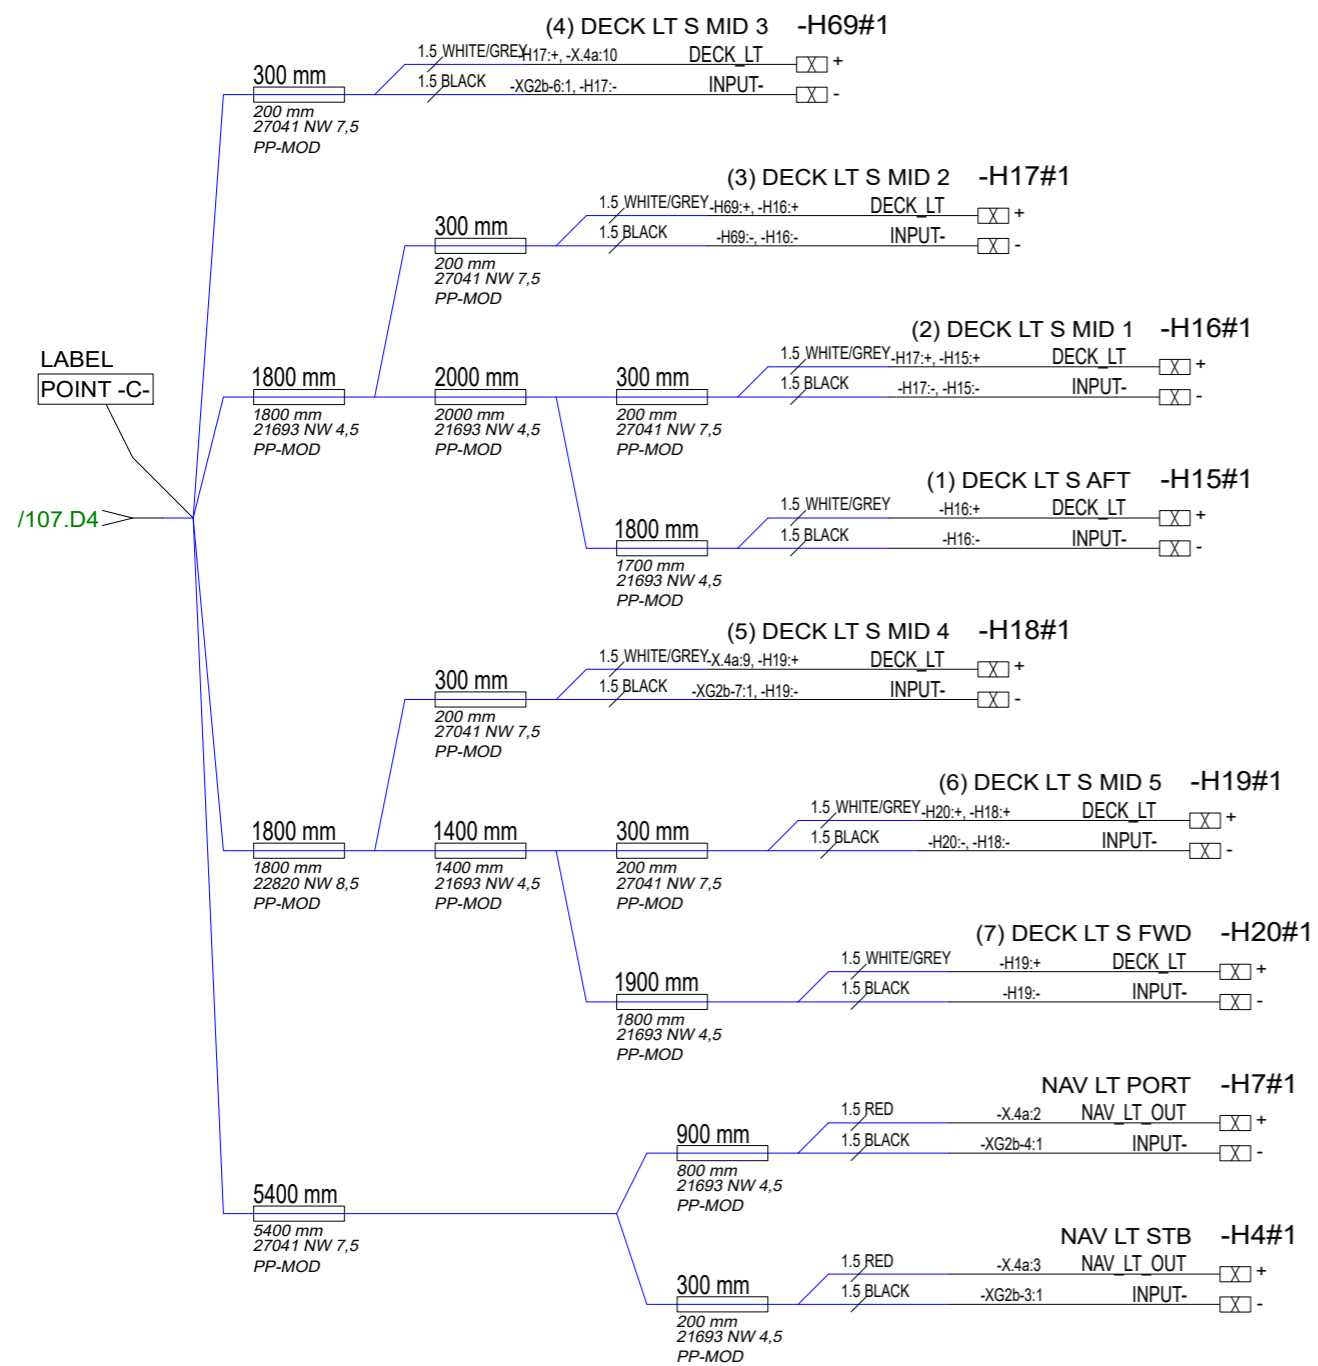 (4) DECK LT S MID 3 -H69#1
1.5 WHITE/GREY -H17:+, -X.4a:10 DECK_LT X +
300 mm 1.5 BLACK -XG2b-6:1, -H17:- INPUT- X -
200 mm
27041 NW 7,5
PP-MOD
(3) DECK LT S MID 2 -H17#1
1.5 WHITE/GREY -H69:+, -H16:+ DECK_LT X +
300 mm 1.5 BLACK -H69:-, -H16:- INPUT- X -
200 mm
27041 NW 7,5
PP-MOD
(2) DECK LT S MID 1 -H16#1
LABEL
POINT -C-
1.5 WHITE/GREY -H17:+, -H15:+ DECK_LT X +
1800 mm 2000 mm 300 mm 1.5 BLACK -H17:-, -H15:- INPUT- X -
1800 mm 2000 mm 200 mm
21693 NW 4,5 21693 NW 4,5 27041 NW 7,5
PP-MOD PP-MOD PP-MOD
(1) DECK LT S AFT -H15#1
/107.D4
1.5 WHITE/GREY -H16:+ DECK_LT X +
1800 mm 1.5 BLACK -H16:- INPUT- X -
1700 mm
21693 NW 4,5
PP-MOD
(5) DECK LT S MID 4 -H18#1
1.5 WHITE/GREY -X.4a:9, -H19:+ DECK_LT X +
300 mm 1.5 BLACK -XG2b-7:1, -H19:- INPUT- X -
200 mm
27041 NW 7,5
PP-MOD
(6) DECK LT S MID 5 -H19#1
1.5 WHITE/GREY -H20:+, -H18:+ DECK_LT X +
1800 mm 1400 mm 300 mm 1.5 BLACK -H20:-, -H18:- INPUT- X -
1800 mm 1400 mm 200 mm
22820 NW 8,5 21693 NW 4,5 27041 NW 7,5
PP-MOD PP-MOD PP-MOD
(7) DECK LT S FWD -H20#1
1.5 WHITE/GREY -H19:+ DECK_LT X +
1900 mm 1.5 BLACK -H19:- INPUT- X -
1800 mm
21693 NW 4,5
PP-MOD
NAV LT PORT -H7#1
1.5 RED -X.4a:2 NAV_LT_OUT X +
900 mm 1.5 BLACK -XG2b-4:1 INPUT- X -
800 mm
21693 NW 4,5
PP-MOD
5400 mm
5400 mm
27041 NW 7,5
PP-MOD
NAV LT STB -H4#1
1.5 RED -X.4a:3 NAV_LT_OUT X +
300 mm 1.5 BLACK -XG2b-3:1 INPUT- X -
200 mm
21693 NW 4,5
PP-MOD